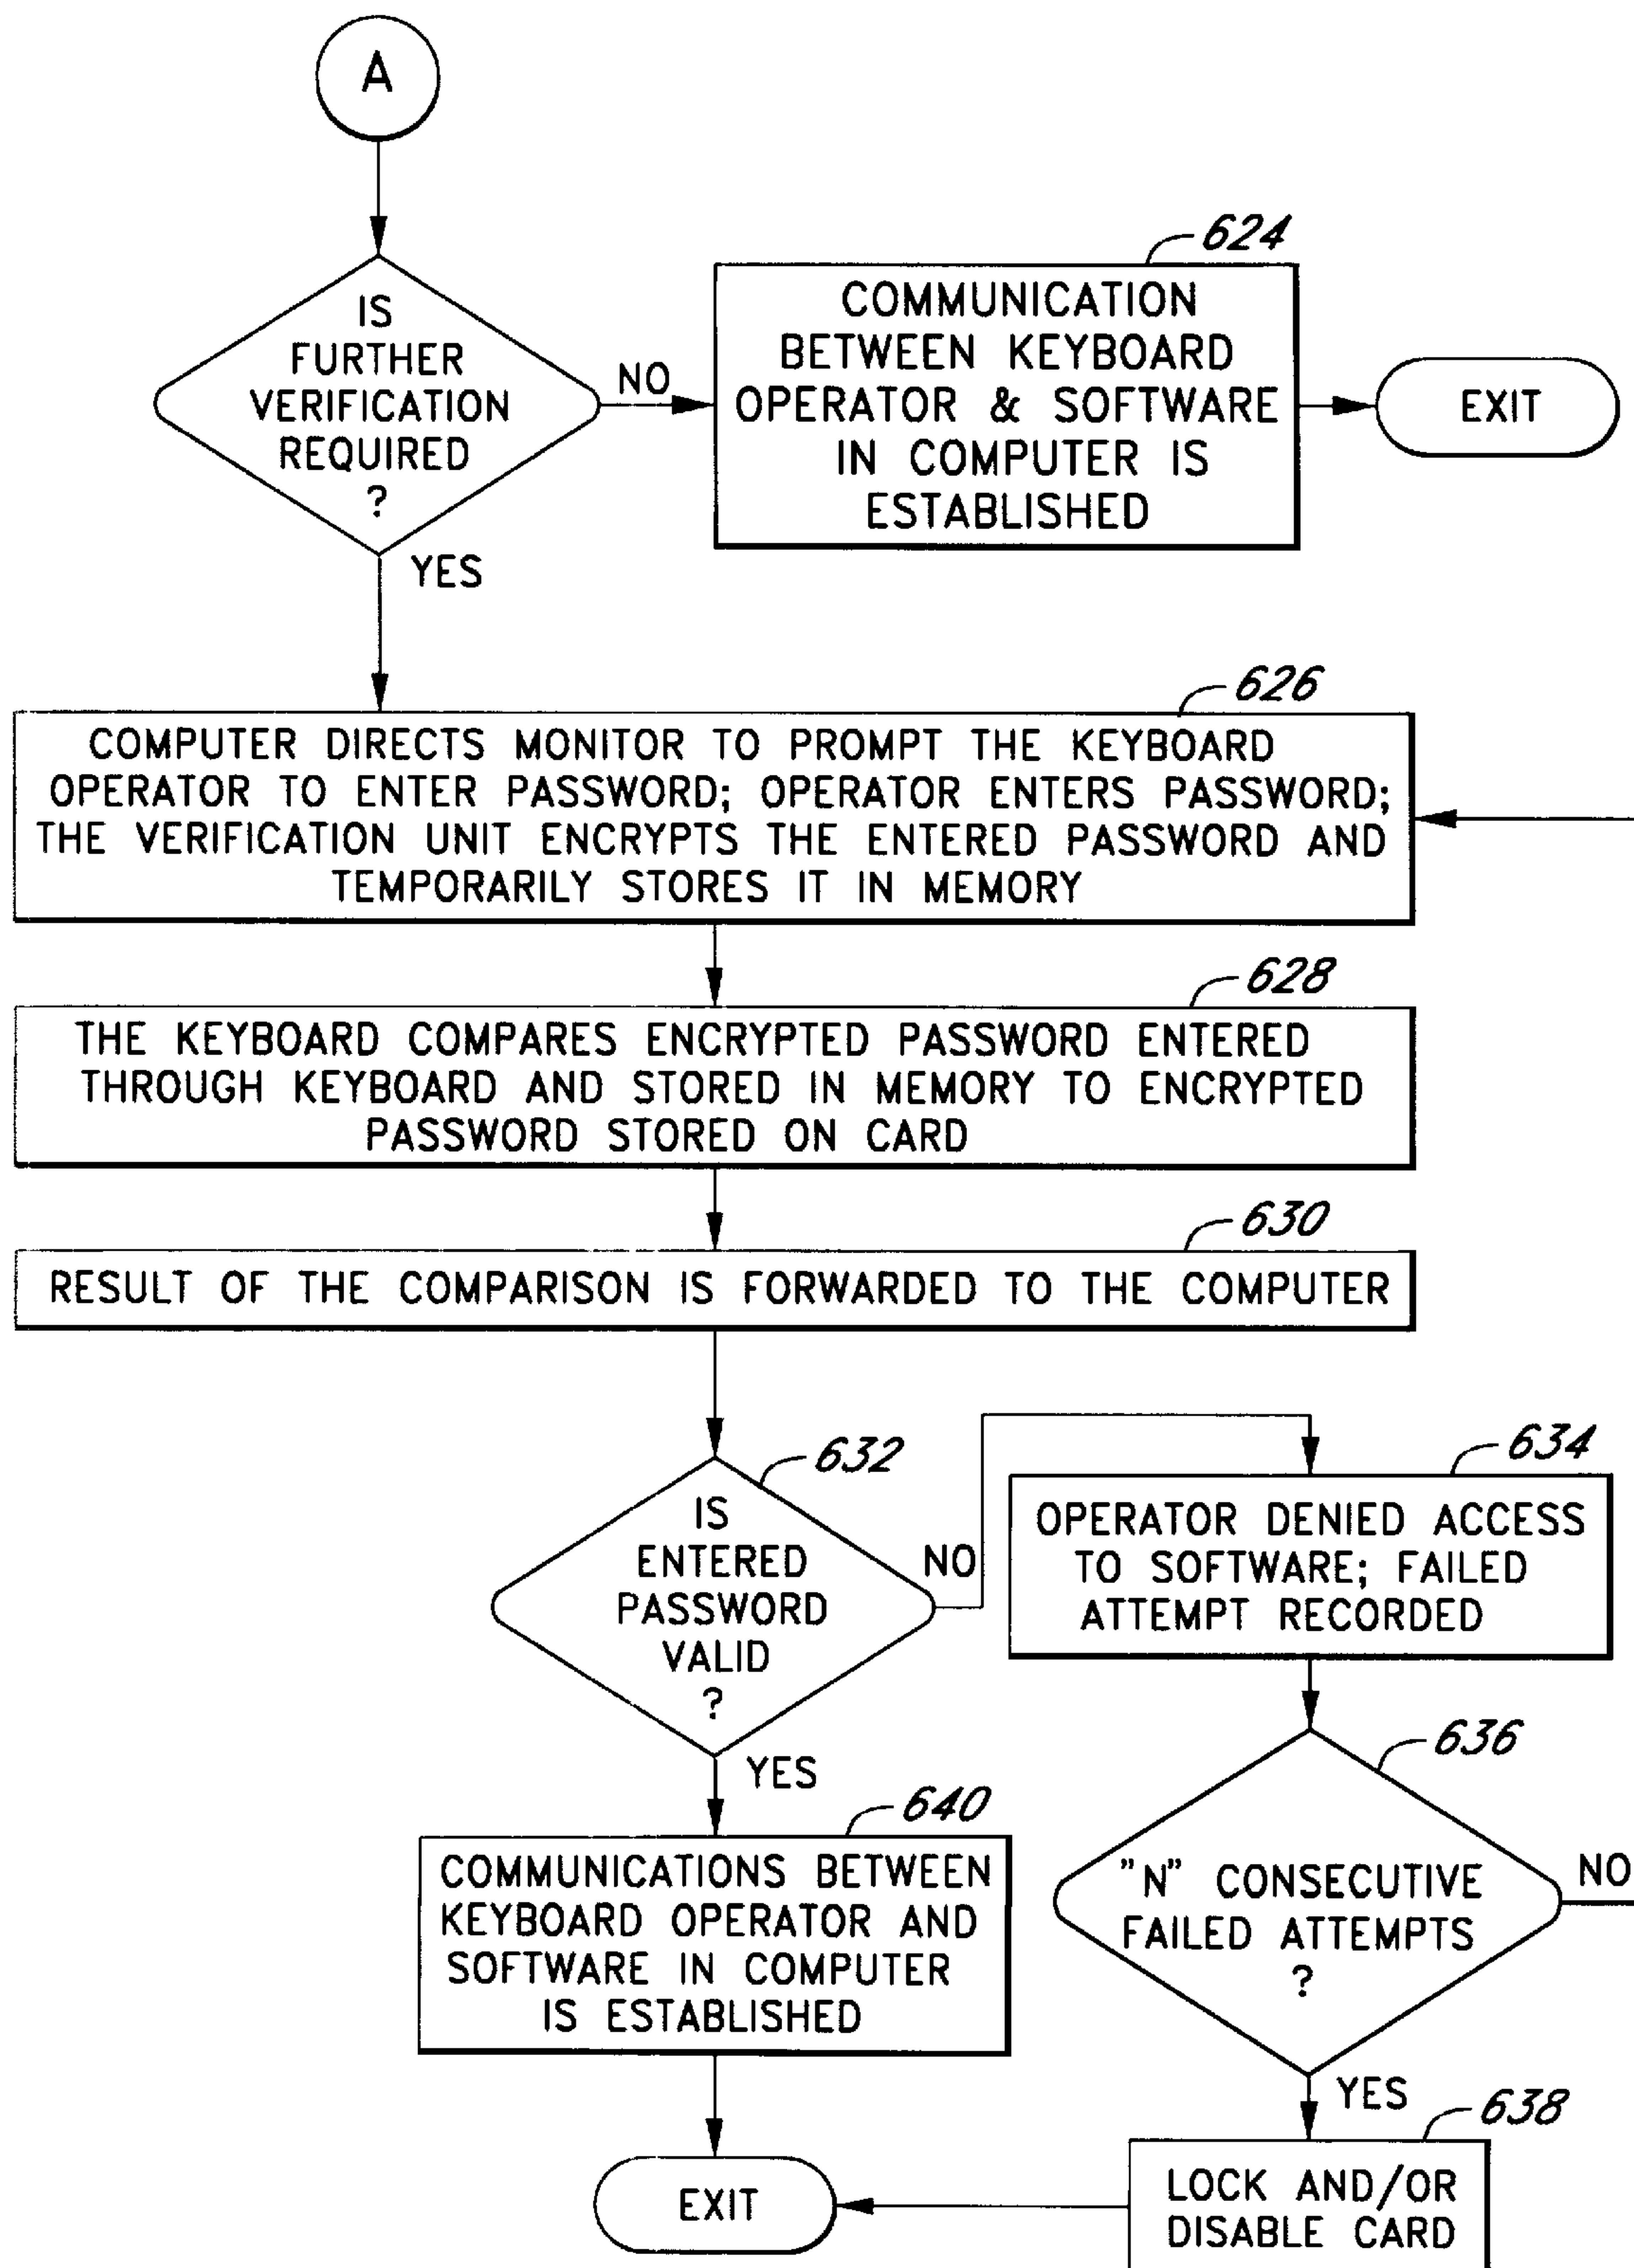 A
IS
FURTHER
VERIFICATION
REQUIRED
?
NO
YES
624
COMMUNICATION
BETWEEN KEYBOARD
OPERATOR & SOFTWARE
IN COMPUTER IS
ESTABLISHED
EXIT
626
COMPUTER DIRECTS MONITOR TO PROMPT THE KEYBOARD
OPERATOR TO ENTER PASSWORD; OPERATOR ENTERS PASSWORD;
THE VERIFICATION UNIT ENCRYPTS THE ENTERED PASSWORD AND
TEMPORARILY STORES IT IN MEMORY
628
THE KEYBOARD COMPARES ENCRYPTED PASSWORD ENTERED
THROUGH KEYBOARD AND STORED IN MEMORY TO ENCRYPTED
PASSWORD STORED ON CARD
630
RESULT OF THE COMPARISON IS FORWARDED TO THE COMPUTER
632
IS
ENTERED
PASSWORD
VALID
?
NO
YES
634
OPERATOR DENIED ACCESS
TO SOFTWARE; FAILED
ATTEMPT RECORDED
636
"N" CONSECUTIVE
FAILED ATTEMPTS
?
NO
YES
640
COMMUNICATIONS BETWEEN
KEYBOARD OPERATOR AND
SOFTWARE IN COMPUTER
IS ESTABLISHED
638
LOCK AND/OR
DISABLE CARD
EXIT